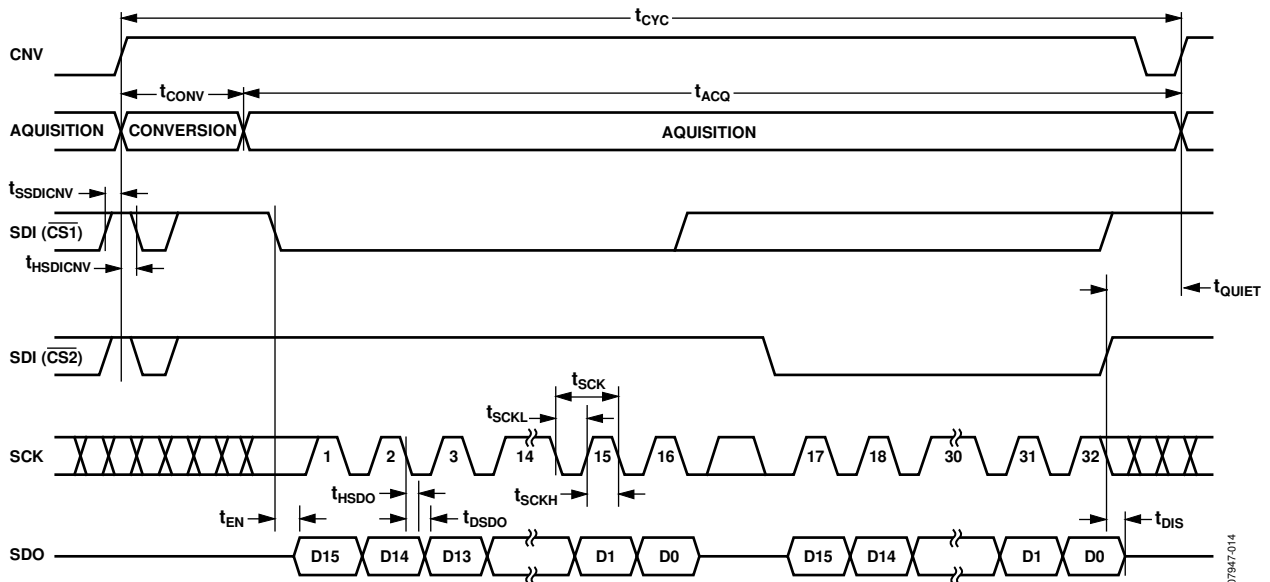 tCYC
CNV
tCONV
tACQ
AQUISITION
CONVERSION
AQUISITION
tSSDICNV
SDI (CS1)
tHSDICNV
tQUIET
SDI (CS2)
tSCK
tSCKL
SCK
1
2
3
14
15
16
17
18
30
31
32
tHSDO
tSCKH
tEN
tDSDO
tDIS
SDO
D15
D14
D13
D1
D0
D15
D14
D1
D0
07947-014